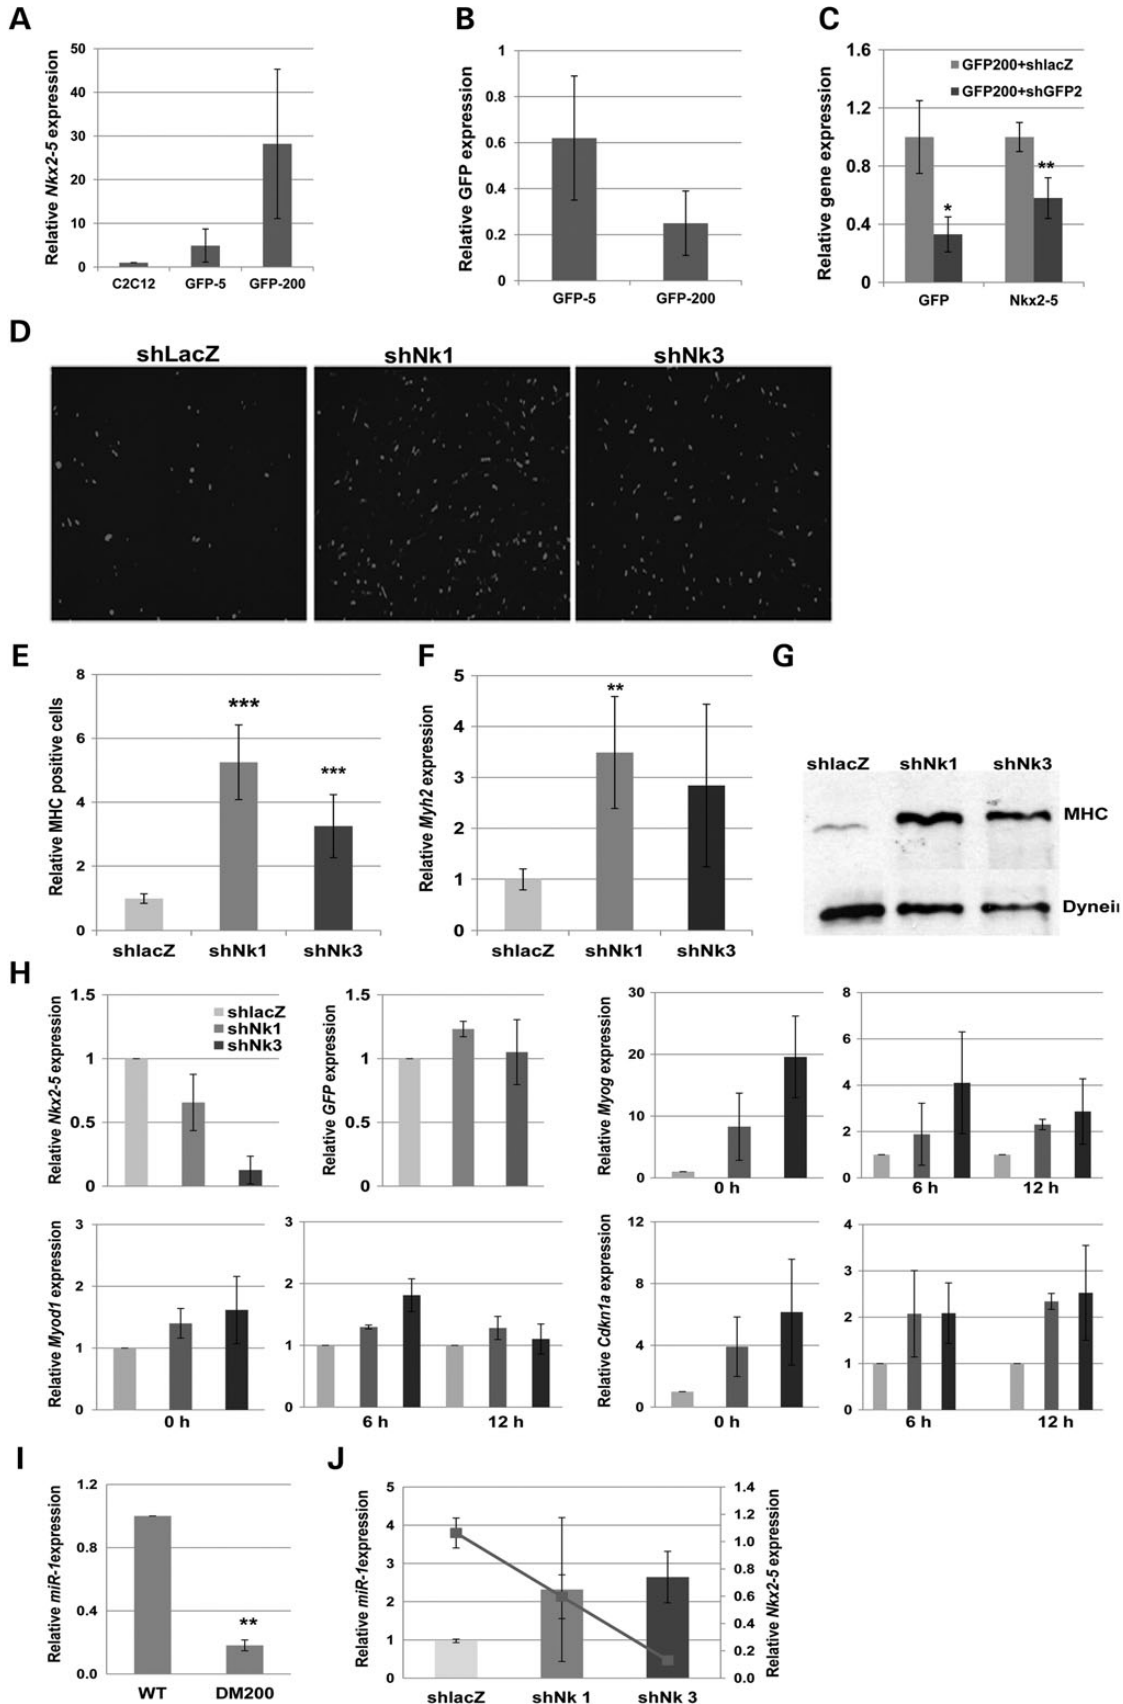 A
Relative Nkx2-5 expression
50
40
30
20
10
0
C2C12 GFP-5 GFP-200
B
Relative GFP expression
1
0.8
0.6
0.4
0.2
0
GFP-5 GFP-200
C
Relative gene expression
1.6
1.2
0.8
0.4
0
GFP200+shlacZ
GFP200+shGFP2
*
**
GFP Nkx2-5
D
shLacZ shNk1 shNk3
E
Relative MHC positive cells
8
6
4
2
0
***
***
shlacZ shNk1 shNk3
F
Relative Myh2 expression
5
4
3
2
1
0
**
shlacZ shNk1 shNk3
G
shlacZ shNk1 shNk3
MHC
Dynei
H
Relative Nkx2-5 expression
1.5
1
0.5
0
shlacZ
shNk1
shNk3
Relative GFP expression
1.5
1
0.5
0
Relative Myog expression
30
20
10
0
0 h
8
6
4
2
0
6 h 12 h
Relative Myod1 expression
3
2
1
0
0 h
3
2
1
0
6 h 12 h
Relative Cdkn1a expression
12
8
4
0
0 h
4
3
2
1
0
6 h 12 h
I
Relative miR-1expression
1.2
0.8
0.4
0.0
**
WT DM200
J
Relative miR-1expression
5
4
3
2
1
0
1.4
1.2
1.0
0.8
0.6
0.4
0.2
0.0
Relative Nkx2-5 expression
shlacZ shNk 1 shNk 3